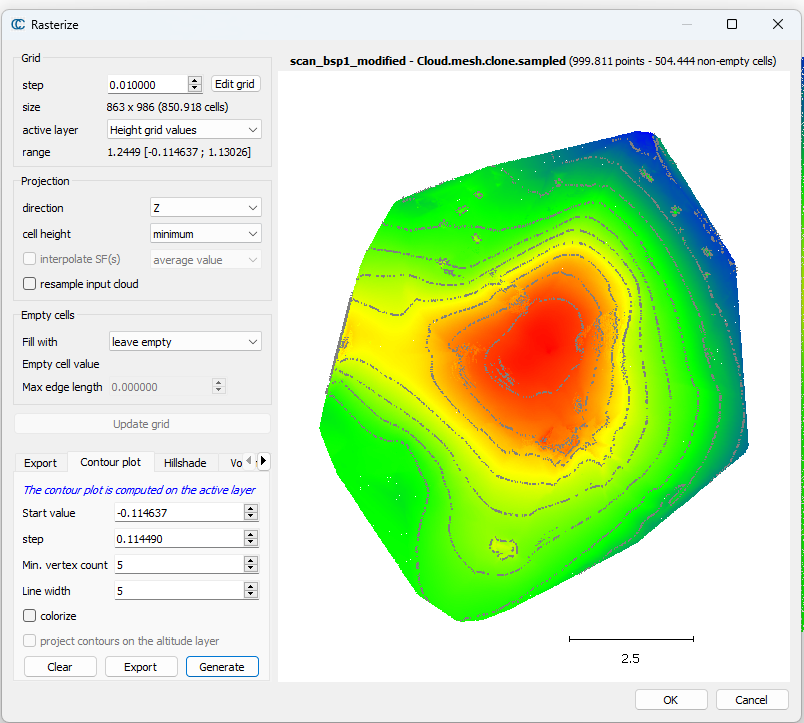 Rasterize
Grid
step 0.010000 Edit grid
size 863 x 986 (850.918 cells)
active layer Height grid values
range 1.2449 [-0.114637 ; 1.13026]
Projection
direction Z
cell height minimum
interpolate SF(s) average value
resample input cloud
Empty cells
Fill with leave empty
Empty cell value
Max edge length 0.000000
Update grid
Export Contour plot Hillshade
The contour plot is computed on the active layer
Start value -0.114637
step 0.114490
Min. vertex count 5
Line width 5
colorize
project contours on the altitude layer
Clear Export Generate
scan_bsp1_modified - Cloud.mesh.clone.sampled (999.811 points - 504.444 non-empty cells)
2.5
OK Cancel